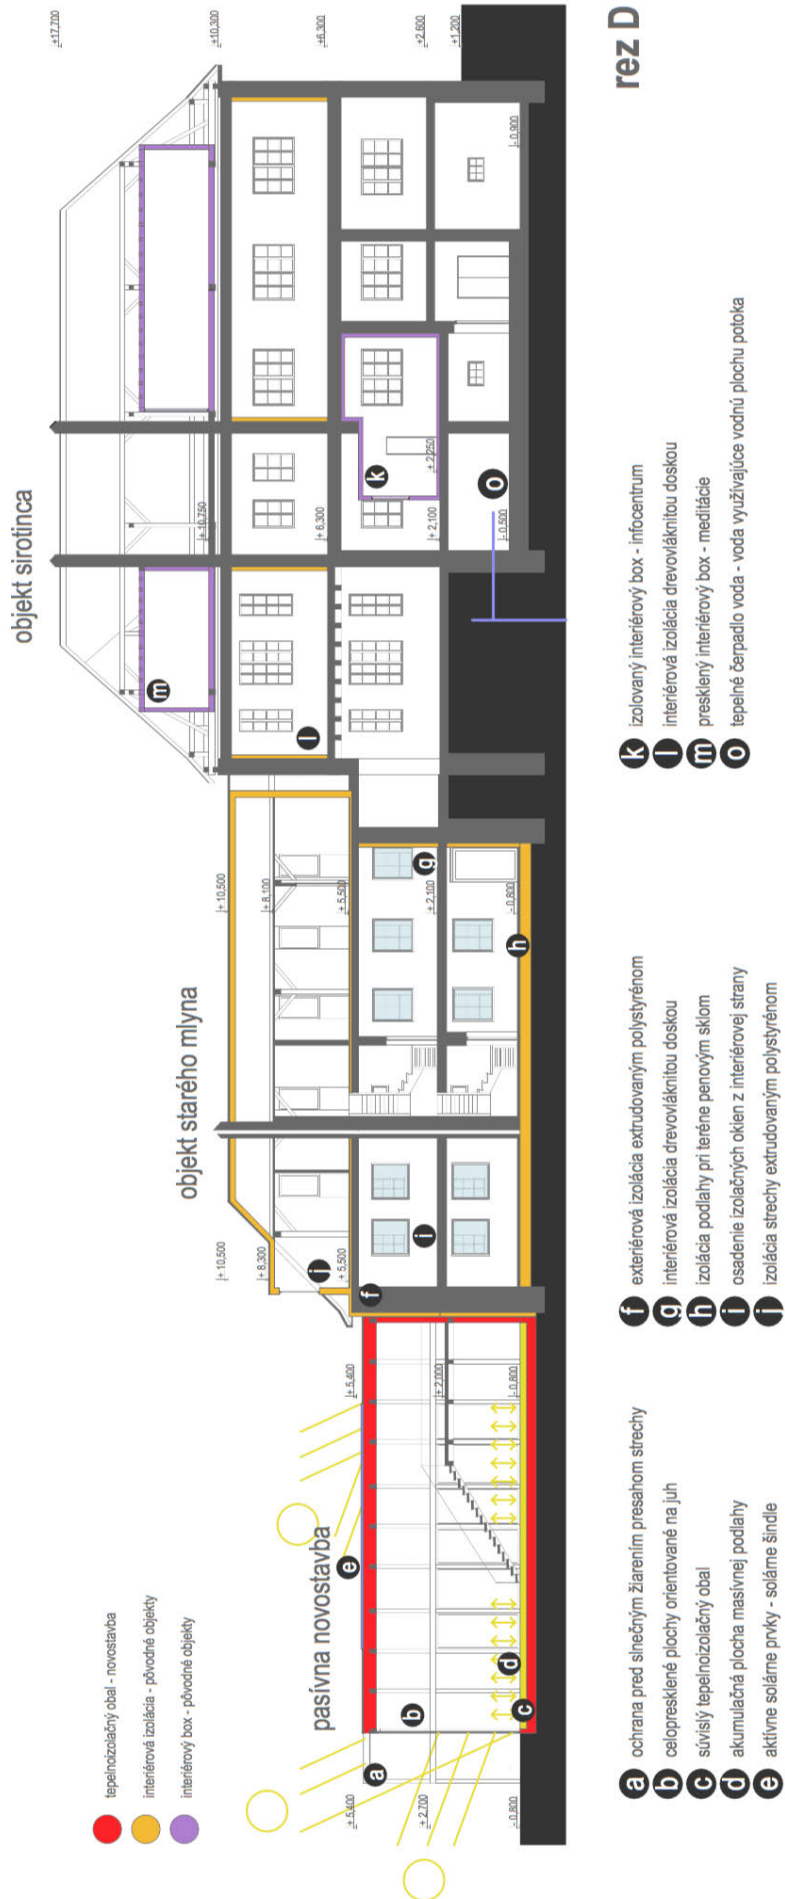 tepelnoizolačný obal - novostavba
interiérová izolácia - pôvodné objekty
interiérový box - pôvodné objekty
pasívna novostavba
objekt starého mlyna
objekt sirotinca
+5,400
+2,700
-0,800
+5,400
+2,000
-0,800
+10,500
+8,300
+5,500
+10,500
+8,100
+5,500
+2,100
-0,800
+10,750
+6,300
+2,100
-0,500
+2,250
-0,900
+17,700
+10,300
+6,300
+2,600
+1,200
a
b
c
d
e
f
g
h
i
j
k
l
m
o
a ochrana pred slnečným žiarením presahom strechy
b celopresklené plochy orientované na juh
c súvislý tepelnoizolačný obal
d akumulačná plocha masívnej podlahy
e aktívne solárne prvky - solárne šindle
f exteriérová izolácia extrudovaným polystyrénom
g interiérová izolácia drevovláknitou doskou
h izolácia podlahy pri teréne penovým sklom
i osadenie izolačných okien z interiérovej strany
j izolácia strechy extrudovaným polystyrénom
k izolovaný interiérový box - infocentrum
l interiérová izolácia drevovláknitou doskou
m presklený interiérový box - meditácie
o tepelné čerpadlo voda - voda využívajúce vodnú plochu potoka
rez D